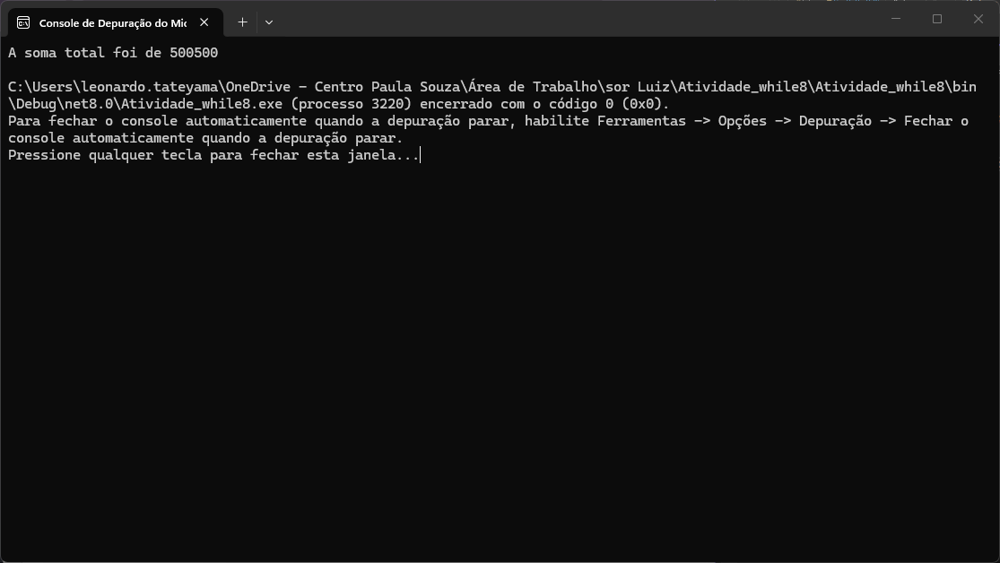 Console de Depuração do Mic
A soma total foi de 500500
C:\Users\leonardo.tateyama\OneDrive - Centro Paula Souza\Área de Trabalho\sor Luiz\Atividade_while8\Atividade_while8\bin
\Debug\net8.0\Atividade_while8.exe (processo 3220) encerrado com o código 0 (0x0).
Para fechar o console automaticamente quando a depuração parar, habilite Ferramentas -> Opções -> Depuração -> Fechar o
console automaticamente quando a depuração parar.
Pressione qualquer tecla para fechar esta janela...